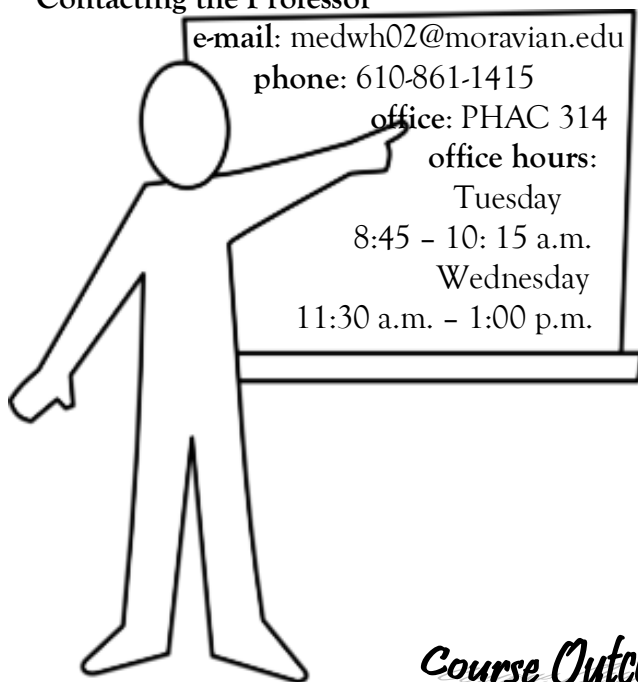 Contacting the Professor
e-mail: medwh02@moravian.edu
phone: 610-861-1415
office: PHAC 314
office hours:
Tuesday
8:45 – 10: 15 a.m.
Wednesday
11:30 a.m. – 1:00 p.m.
Course